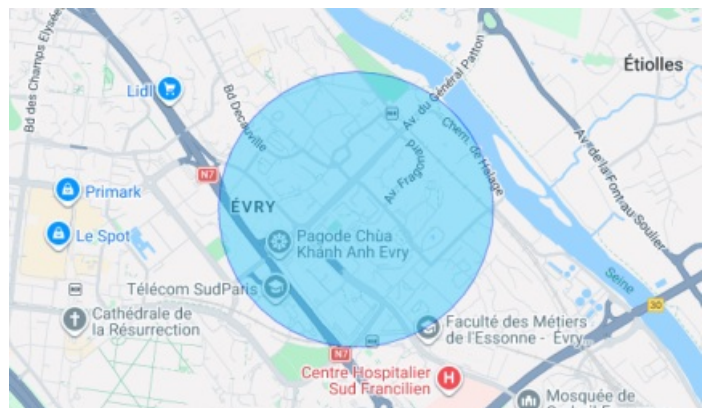 Bd des Champs Elysées
Lidl
Bd Decauville
Av. du Général Patton
Étiolles
Chem. de Halage
Av. de la Font au Soulier
Av. Fragonard
N7
Primark
ÉVRY
Le Spot
Pagode Chùa
Khánh Anh Evry
Télécom SudParis
Seine
30
Cathédrale de
la Résurrection
Faculté des Métiers
de l'Essonne - Évry...
N7
Centre Hospitalier
Sud Francilien
Mosquée de